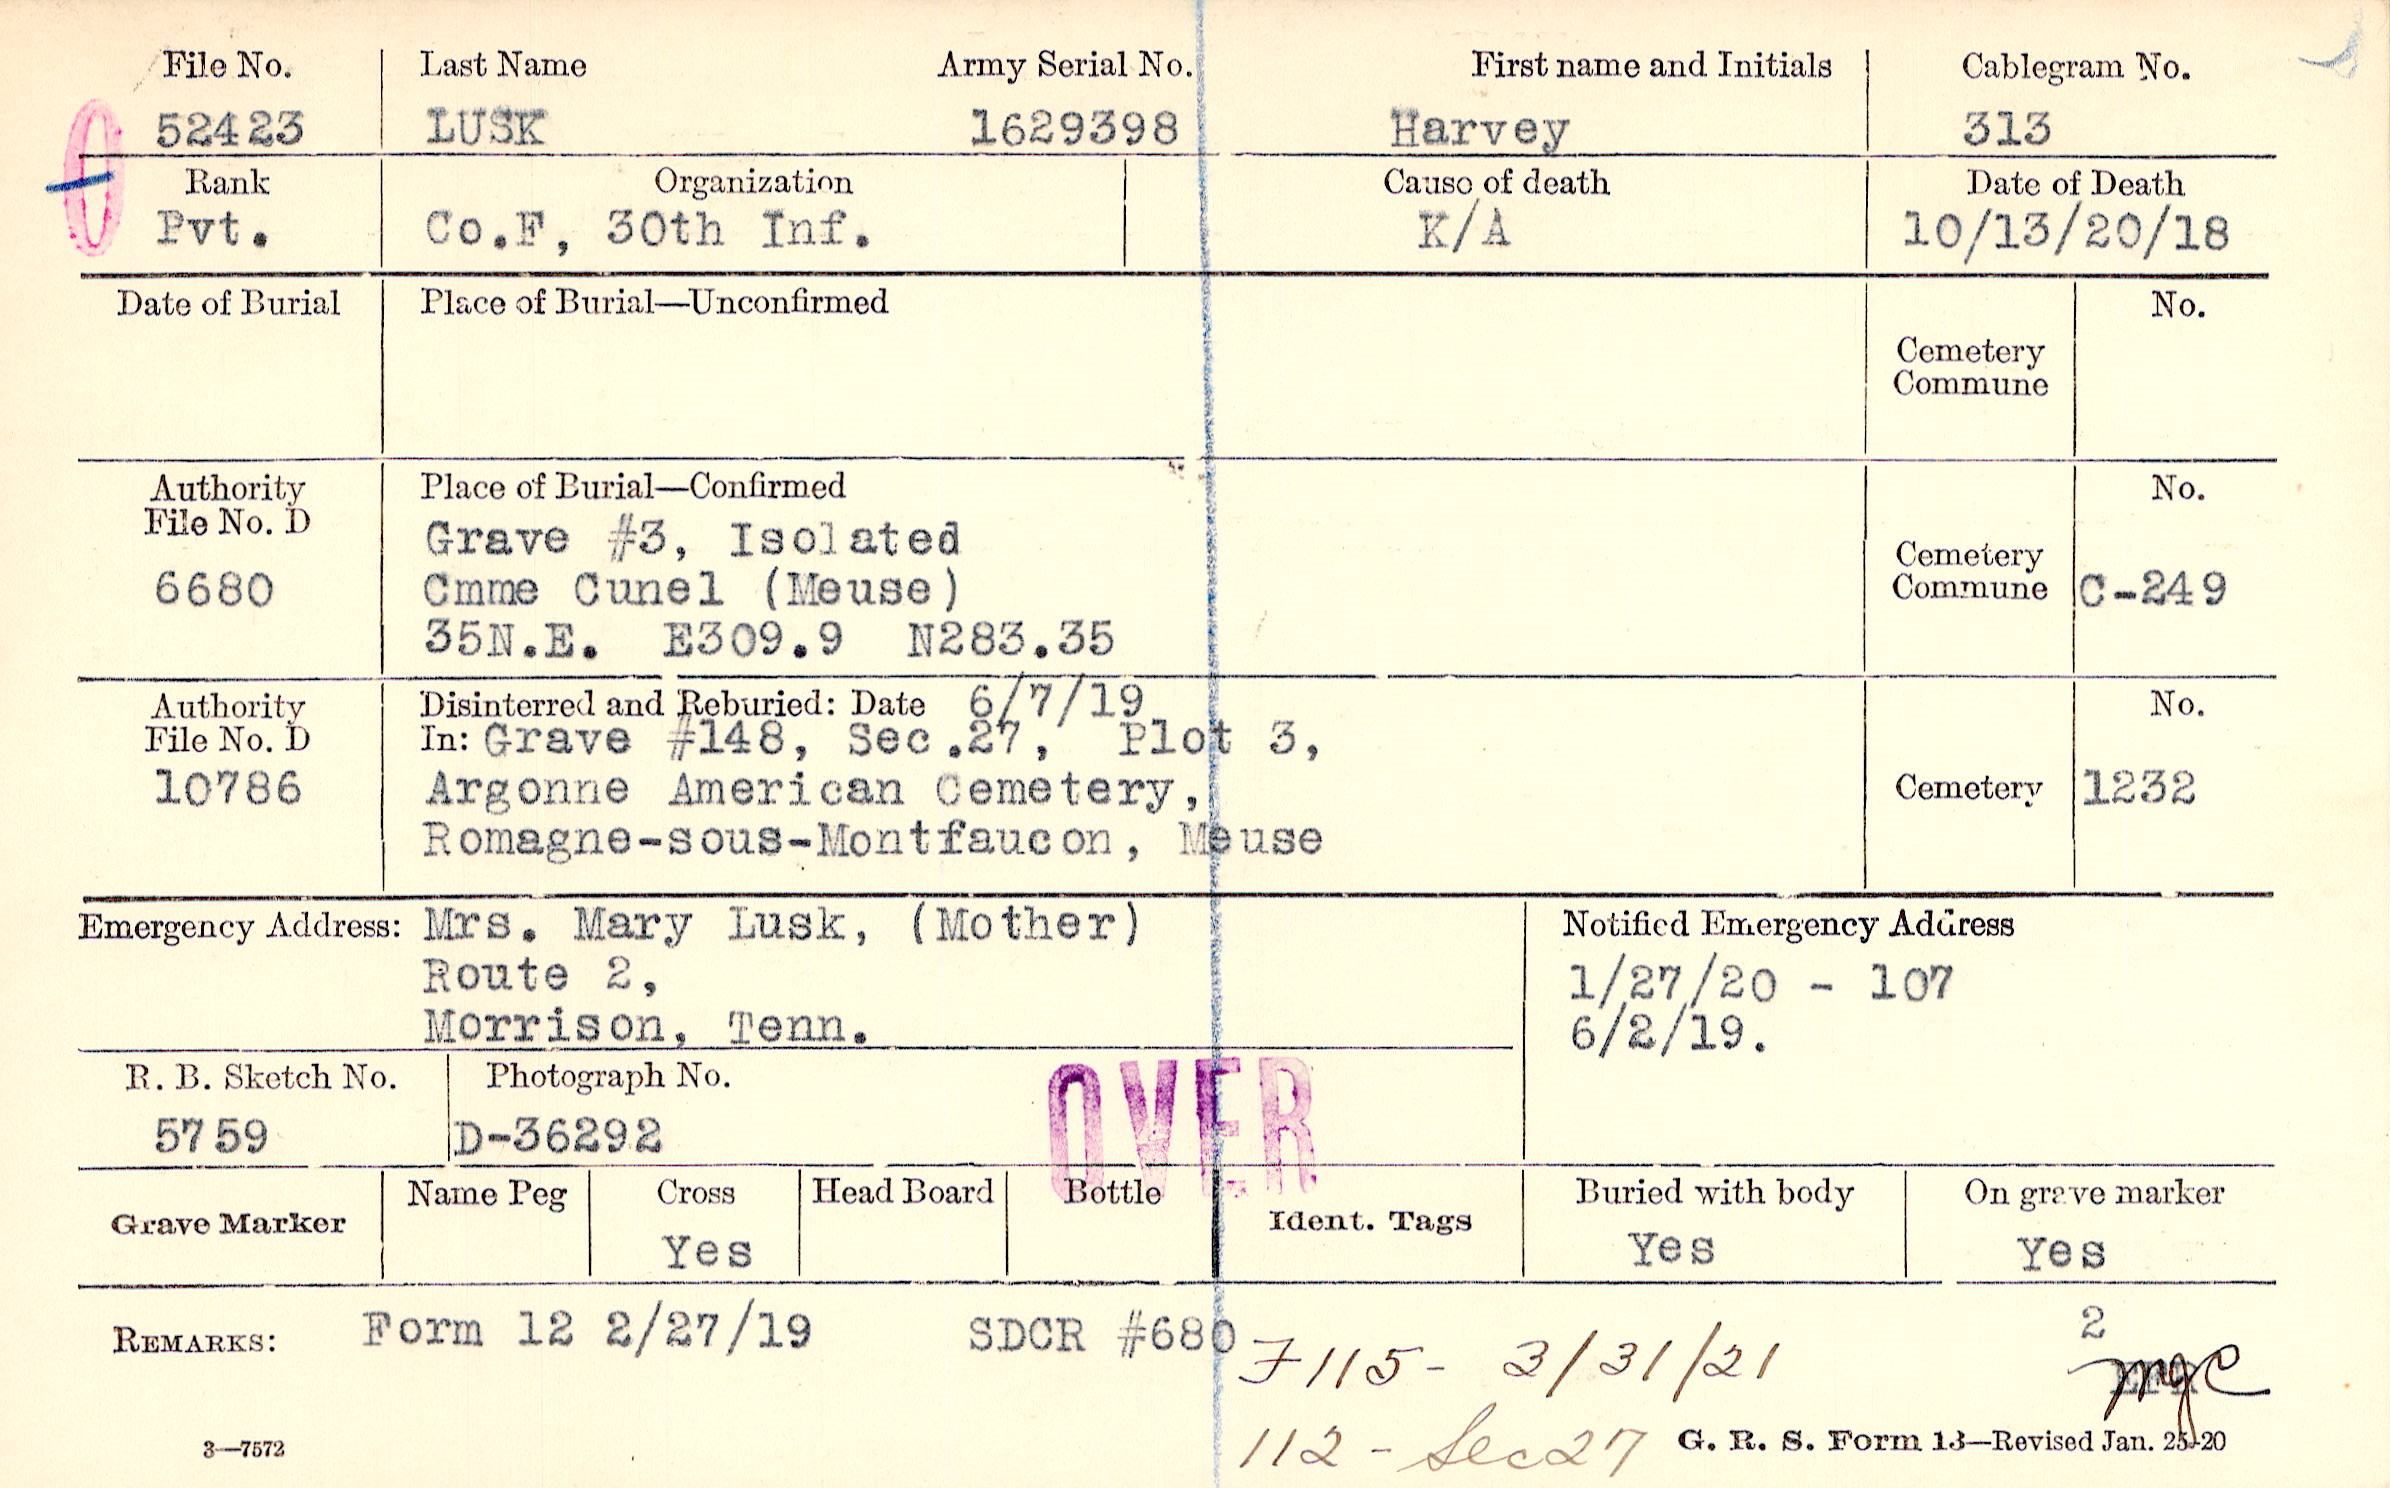 File No. Last Name Army Serial No. First name and Initials Cablegram No.
52423 LUSK 1629398 Harvey 313
Rank Organization Cause of death Date of Death
Pvt. Co.F, 30th Inf. K/A 10/13/20/18
Date of Burial Place of Burial—Unconfirmed No.
Cemetery
Commune
Authority Place of Burial—Confirmed No.
File No. D
Grave #3, Isolated
Cemetery
6680 Cmme Cunel (Meuse) Commune C-249
35N.E. E309.9 N283.35
Authority Disinterred and Reburied: Date 6/7/19 No.
File No. D In: Grave #148, Sec.27, Plot 3,
10786 Argonne American Cemetery, Cemetery 1232
Romagne-sous-Montfaucon, Meuse
Emergency Address: Mrs. Mary Lusk, (Mother) Notified Emergency Address
Route 2, 1/27/20 - 107
Morrison, Tenn. 6/2/19.
R. B. Sketch No. Photograph No.
5759 D-36292
OVER
Grave Marker Name Peg Cross Head Board Bottle Ident. Tags Buried with body On grave marker
Yes Yes Yes
REMARKS: Form 12 2/27/19 SDCR #680 2
F115- 3/31/21 mgc
112 - Sec 27
3—7572 G. R. S. Form 13—Revised Jan. 25-20